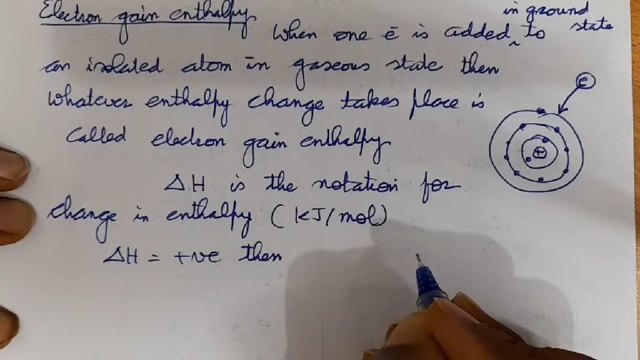 Electron gain enthalpy
When one ē is added to in ground state
an isolated atom in gaseous state then
Whatever enthalpy change takes place is
Called electron gain enthalpy
ΔH is the notation for
change in enthalpy (kJ/mol)
ΔH = +ve then
e
+